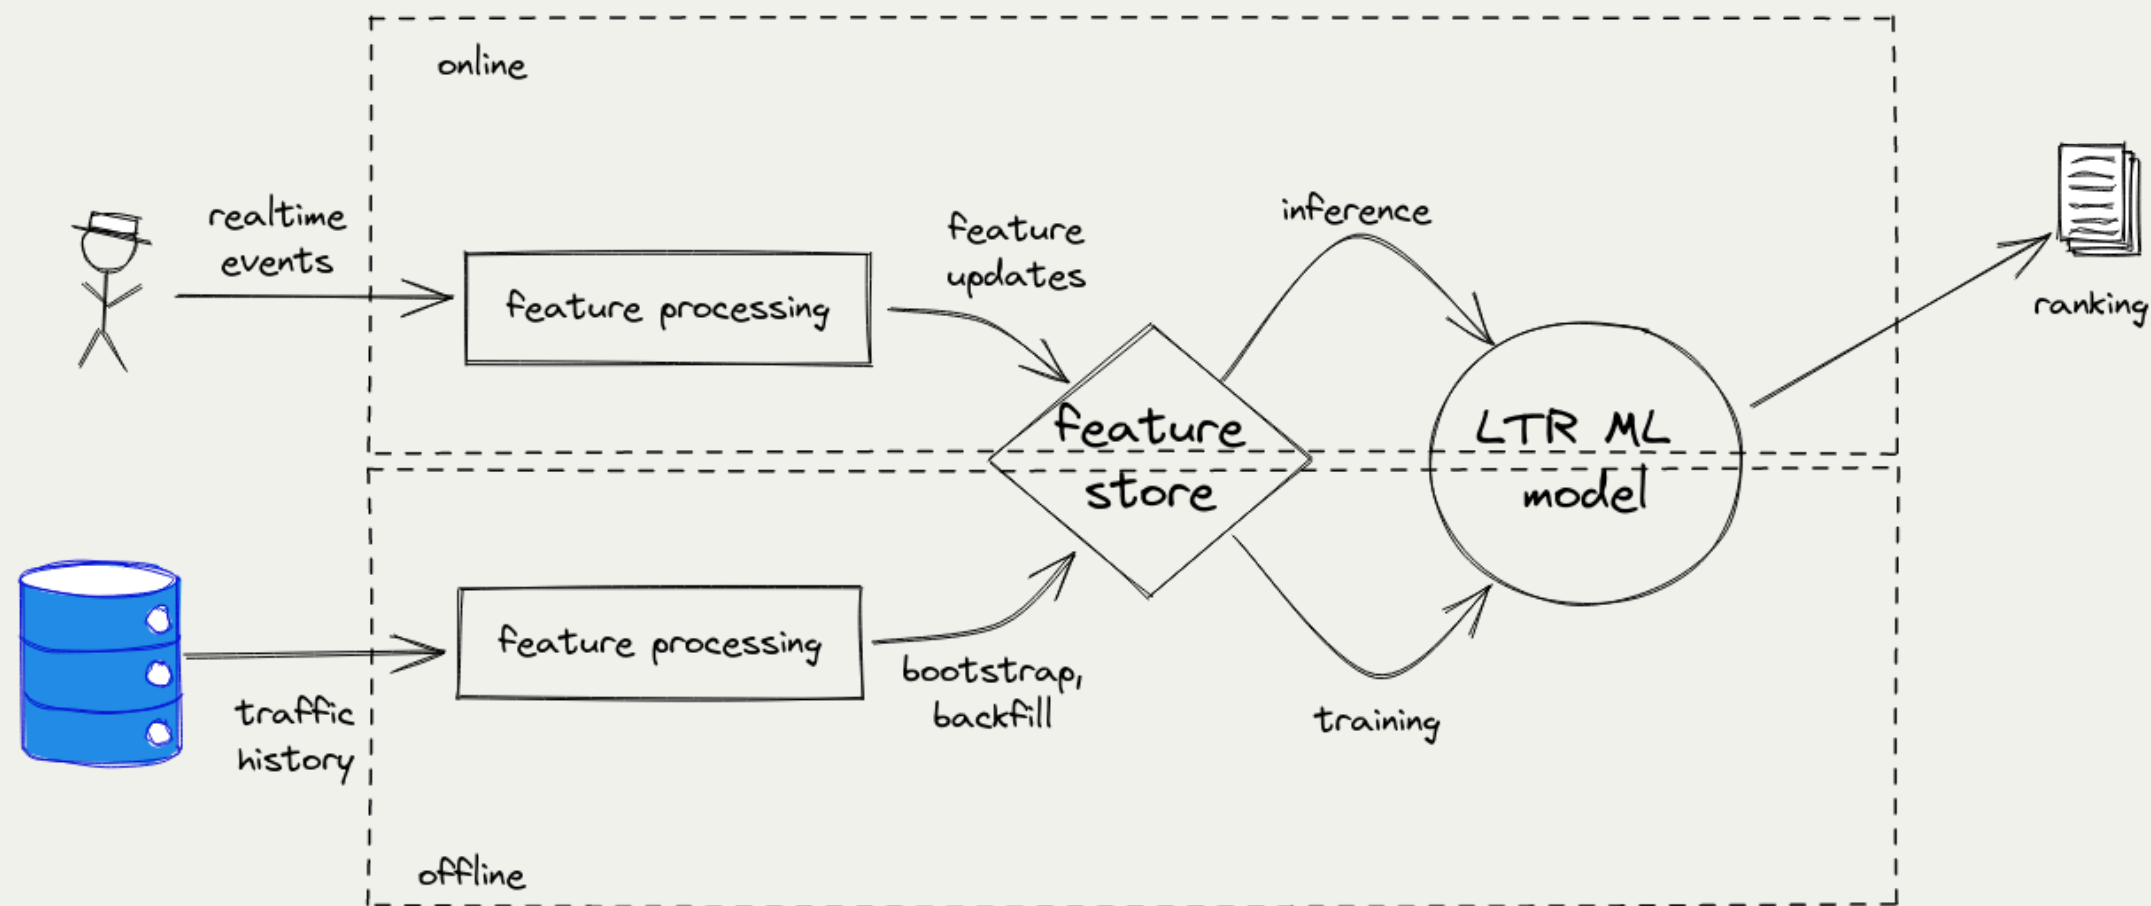 online
realtime
events
feature processing
feature
updates
inference
ranking
feature
store
LTR ML
model
feature processing
bootstrap,
backfill
traffic
history
training
offline